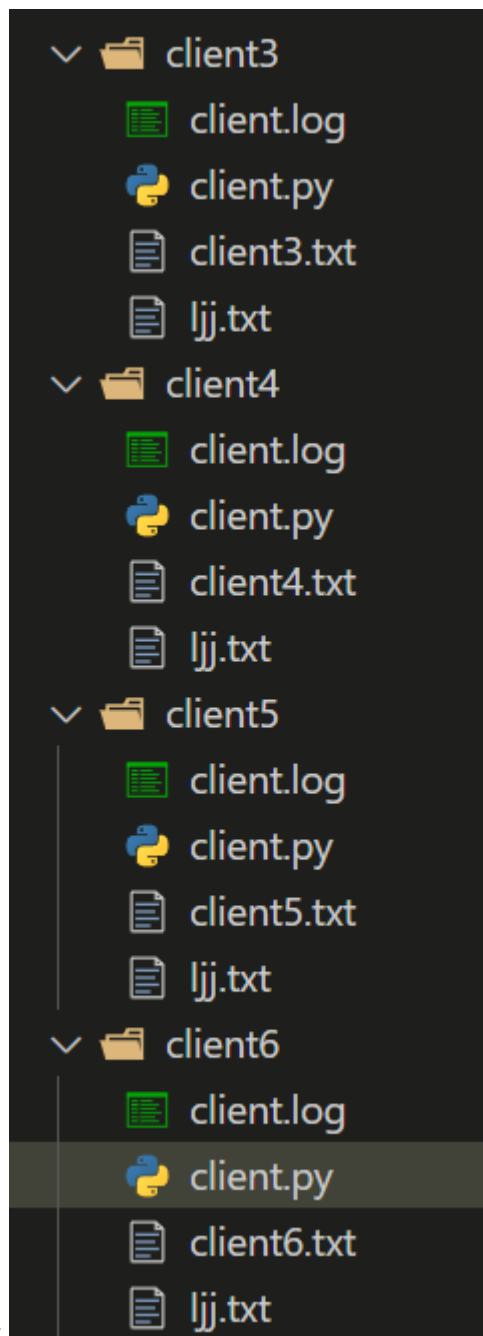 client3
client.log
client.py
client3.txt
ljj.txt
client4
client.log
client.py
client4.txt
ljj.txt
client5
client.log
client.py
client5.txt
ljj.txt
client6
client.log
client.py
client6.txt
ljj.txt